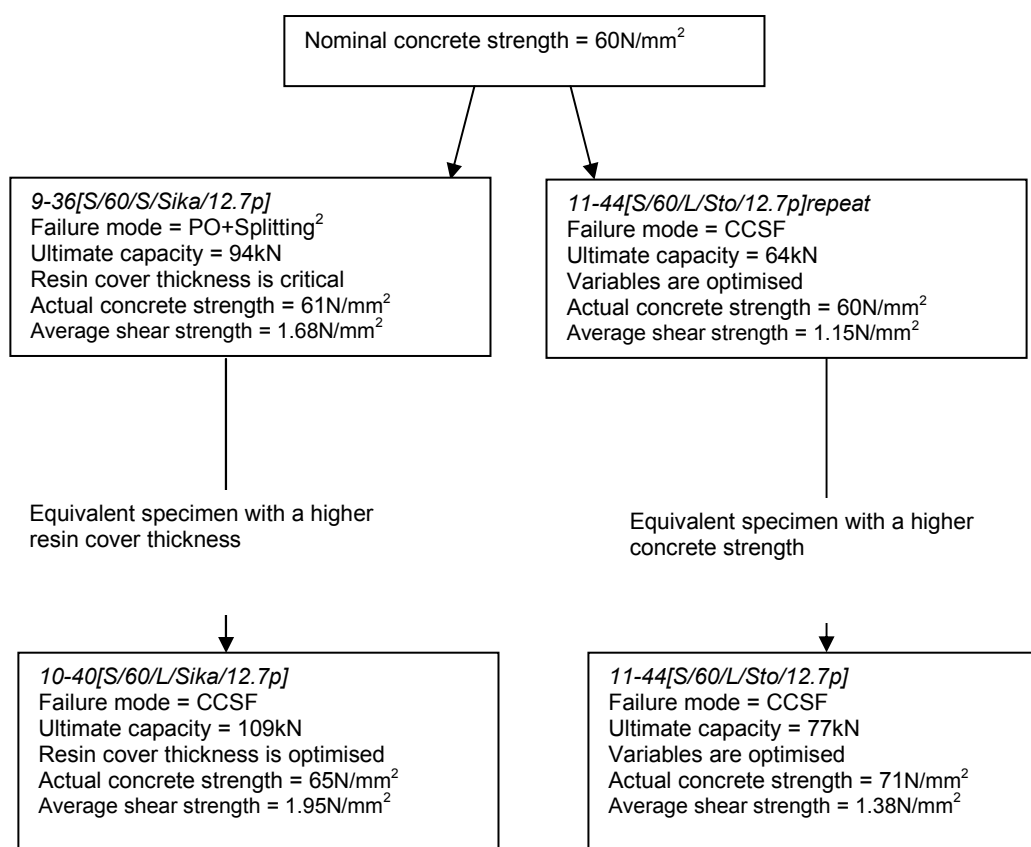 Nominal concrete strength = 60N/mm²
9-36[S/60/S/Sika/12.7p]
Failure mode = PO+Splitting²
Ultimate capacity = 94kN
Resin cover thickness is critical
Actual concrete strength = 61N/mm²
Average shear strength = 1.68N/mm²
11-44[S/60/L/Sto/12.7p]repeat
Failure mode = CCSF
Ultimate capacity = 64kN
Variables are optimised
Actual concrete strength = 60N/mm²
Average shear strength = 1.15N/mm²
Equivalent specimen with a higher
resin cover thickness
Equivalent specimen with a higher
concrete strength
10-40[S/60/L/Sika/12.7p]
Failure mode = CCSF
Ultimate capacity = 109kN
Resin cover thickness is optimised
Actual concrete strength = 65N/mm²
Average shear strength = 1.95N/mm²
11-44[S/60/L/Sto/12.7p]
Failure mode = CCSF
Ultimate capacity = 77kN
Variables are optimised
Actual concrete strength = 71N/mm²
Average shear strength = 1.38N/mm²